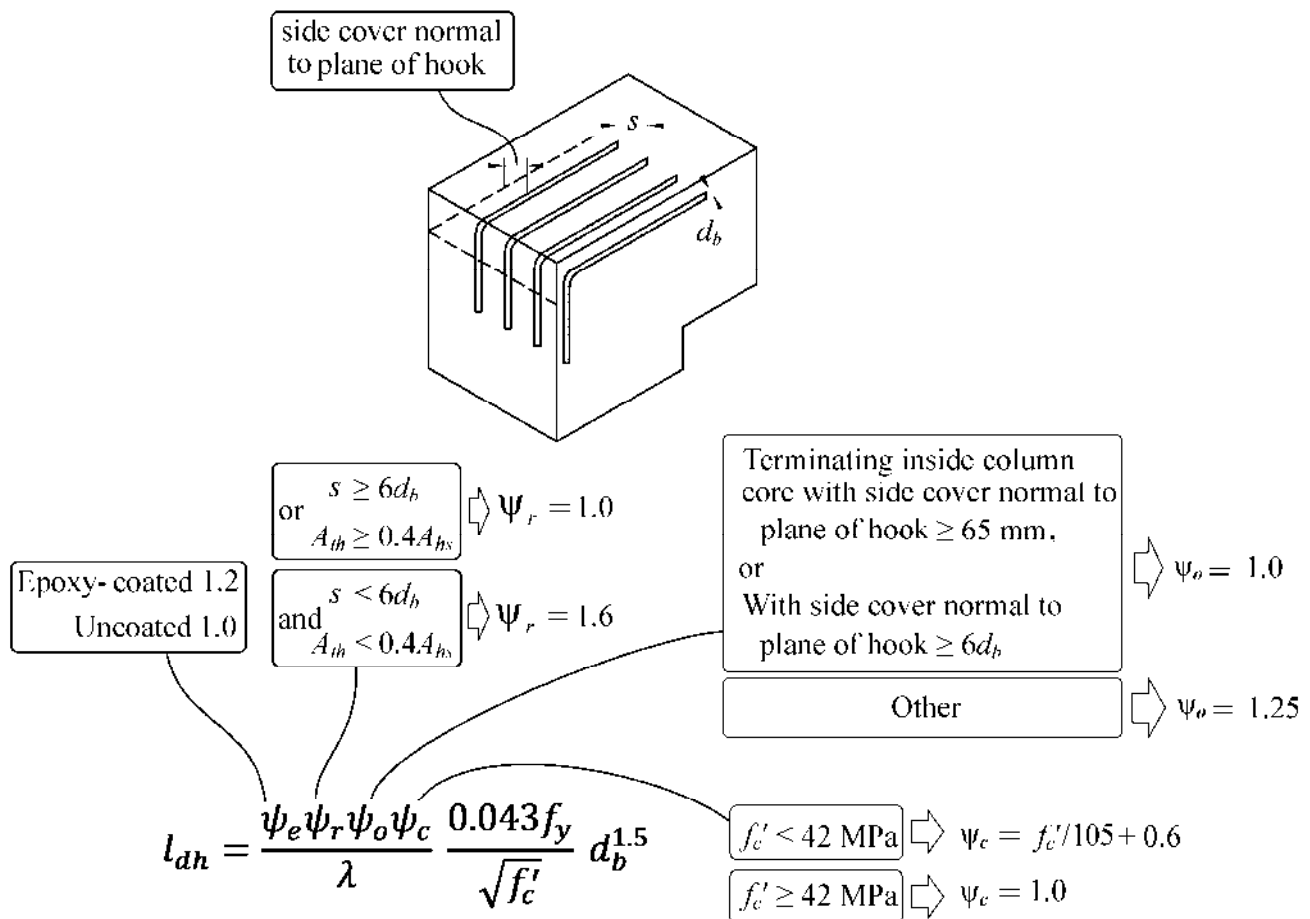 side cover normal
to plane of hook
s
d_b
Terminating inside column
core with side cover normal to
plane of hook ≥ 65 mm,
or
With side cover normal to
plane of hook ≥ 6d_b
ψ_o = 1.0
Other
ψ_o = 1.25
s ≥ 6d_b
or
A_th ≥ 0.4A_hs
Ψ_r = 1.0
s < 6d_b
and
A_th < 0.4A_hs
Ψ_r = 1.6
Epoxy- coated 1.2
Uncoated 1.0
l_dh = ψ_eψ_rψ_oψ_c / λ 0.043f_y / √f_c′ d_b^1.5
f_c′ < 42 MPa
ψ_c = f_c′/105 + 0.6
f_c′ ≥ 42 MPa
ψ_c = 1.0